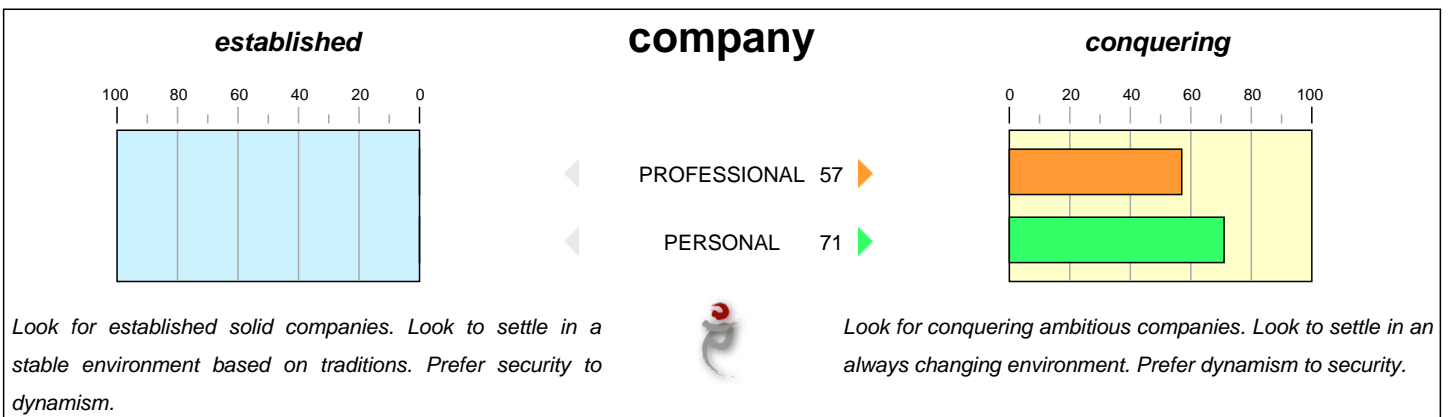 established
company
conquering
100 80 60 40 20 0
0 20 40 60 80 100
PROFESSIONAL 57
PERSONAL 71
Look for established solid companies. Look to settle in a
stable environment based on traditions. Prefer security to
dynamism.
Look for conquering ambitious companies. Look to settle in an
always changing environment. Prefer dynamism to security.